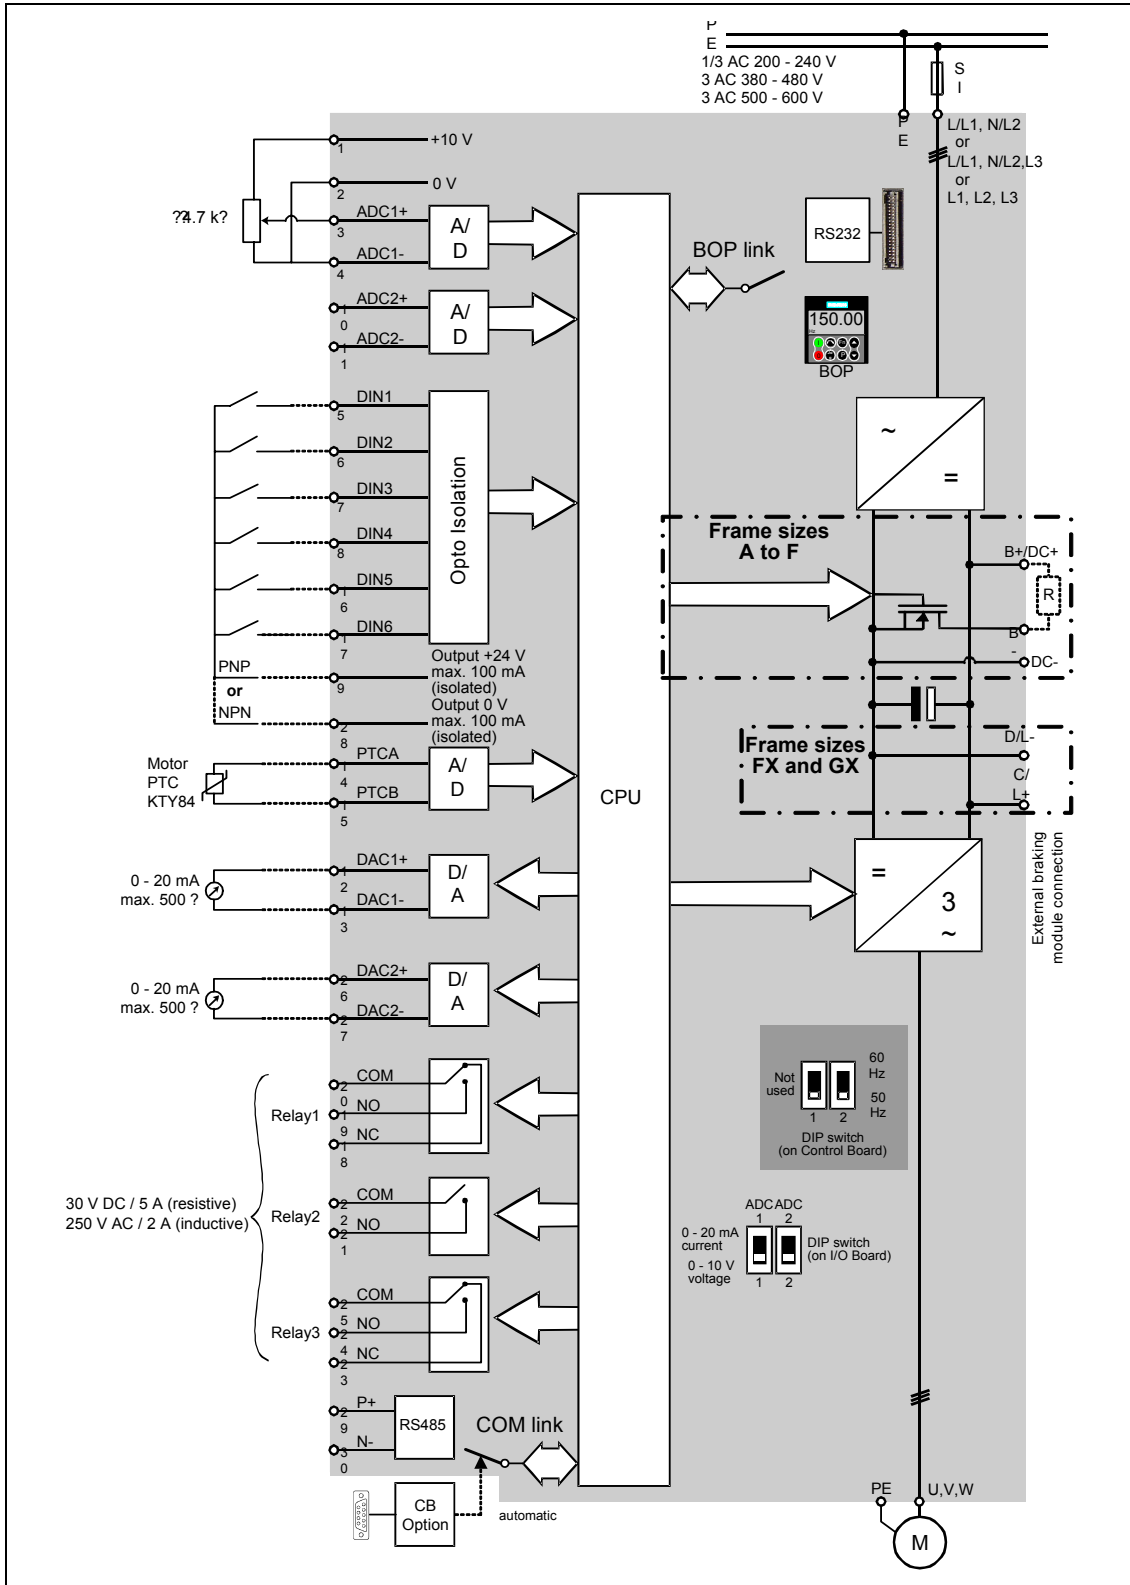 P
E
1/3 AC 200 - 240 V
3 AC 380 - 480 V
3 AC 500 - 600 V
S
I
P
E
L/L1, N/L2
or
L/L1, N/L2,L3
or
L1, L2, L3
1
+10 V
2
0 V
?4.7 k?
ADC1+
3
ADC1-
4
A/
D
ADC2+
1
0
ADC2-
1
1
A/
D
BOP link
RS232
150.00
Hz
BOP
DIN1
5
DIN2
6
DIN3
7
DIN4
8
DIN5
1
6
DIN6
1
7
Opto Isolation
~
=
Frame sizes
A to F
B+/DC+
R
B
-
DC-
PNP
or
NPN
9
Output +24 V
max. 100 mA
(isolated)
Output 0 V
max. 100 mA
(isolated)
2
8
Frame sizes
FX and GX
D/L-
C/
L+
Motor
PTC
KTY84
PTCA
1
4
PTCB
1
5
A/
D
CPU
External braking
module connection
0 - 20 mA
max. 500 ?
DAC1+
1
2
DAC1-
1
3
D/
A
=
3
~
0 - 20 mA
max. 500 ?
DAC2+
2
6
DAC2-
2
7
D/
A
Not
used
60
Hz
50
Hz
1
2
DIP switch
(on Control Board)
30 V DC / 5 A (resistive)
250 V AC / 2 A (inductive)
Relay1
COM
2
0
NO
1
9
NC
1
8
Relay2
COM
2
2
NO
2
1
Relay3
COM
2
5
NO
2
4
NC
2
3
ADC ADC
1 2
0 - 20 mA
current
0 - 10 V
voltage
1 2
DIP switch
(on I/O Board)
P+
2
9
N-
3
0
RS485
COM link
CB
Option
automatic
PE
U,V,W
M